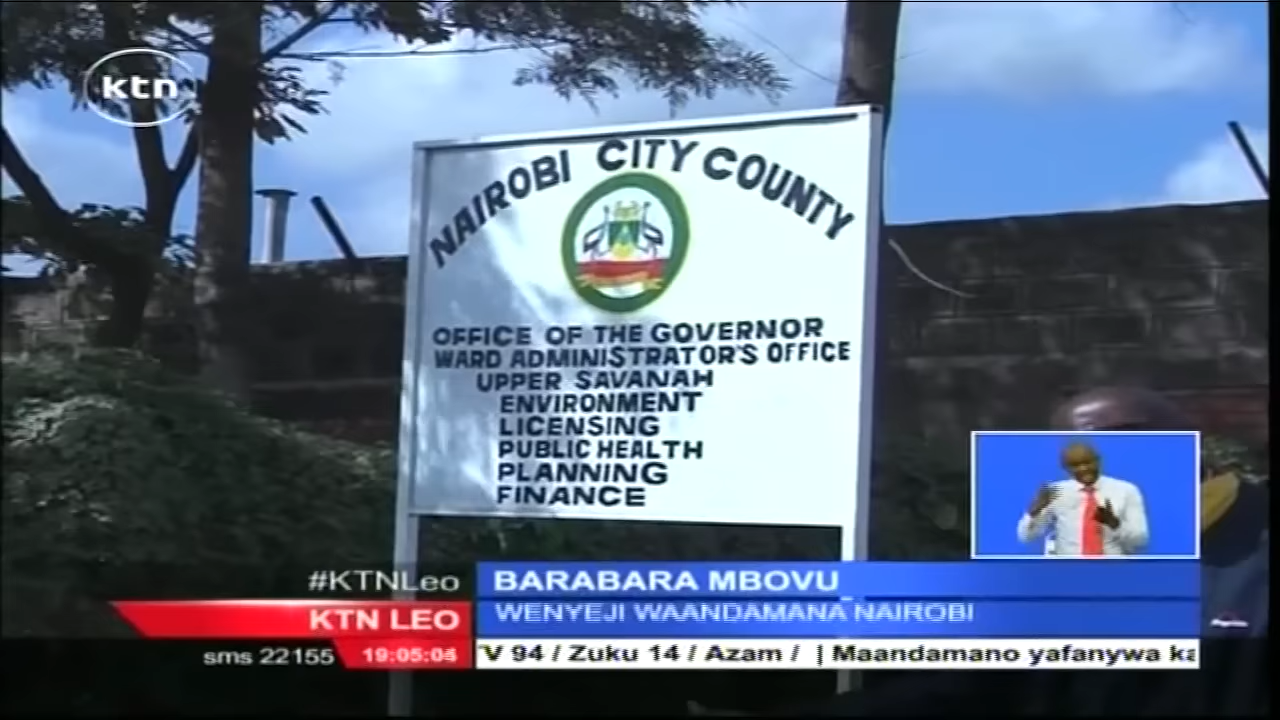 ktn
NAIROBI CITY COUNTY
OFFICE OF THE GOVERNOR
WARD ADMINISTRATOR'S OFFICE
UPPER SAVANAH
ENVIRONMENT
LICENSING
PUBLIC HEALTH
PLANNING
FINANCE
#KTNLeo
BARABARA MBOVU
KTN LEO
WENYEJI WAANDAMANA NAIROBI
sms 22155
19:05:04
V 94 / Zuku 14 / Azam / | Maandamano yafanywa ka